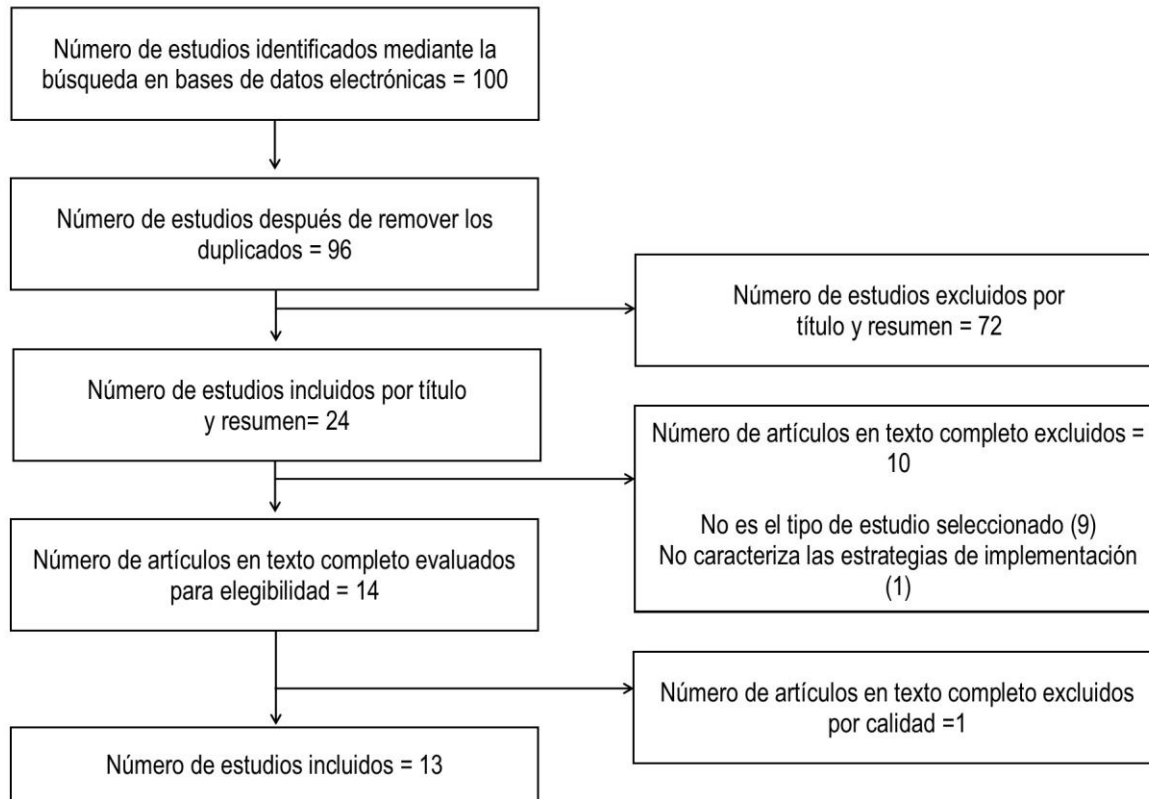 Número de estudios identificados mediante la
búsqueda en bases de datos electrónicas = 100
Número de estudios después de remover los
duplicados = 96
Número de estudios excluidos por
título y resumen = 72
Número de estudios incluidos por título
y resumen= 24
Número de artículos en texto completo excluidos =
10
No es el tipo de estudio seleccionado (9)
No caracteriza las estrategias de implementación
(1)
Número de artículos en texto completo evaluados
para elegibilidad = 14
Número de artículos en texto completo excluidos
por calidad =1
Número de estudios incluidos = 13